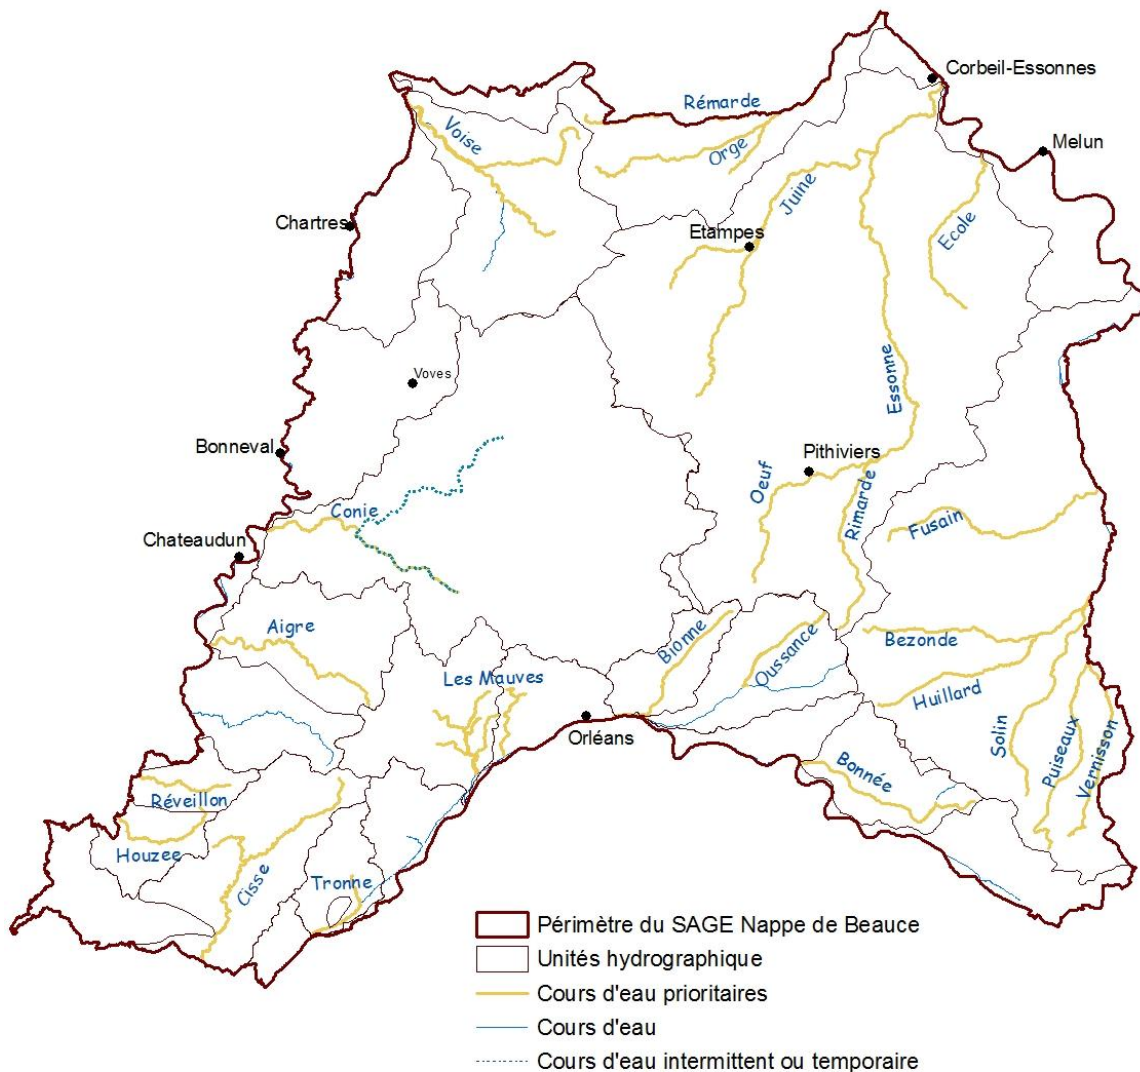 Corbeil-Essonnes
Rémarde
Voise
Melun
Orge
Juine
Chartres
Ecole
Etampes
Voves
Essonne
Bonneval
Pithiviers
Oeuf
Rimarde
Conie
Fusain
Chateaudun
Aigre
Bionne
Oussance
Bezonde
Les Mauves
Huillard
Orléans
Solin
Puiseaux
Vernisson
Bonnée
Réveillon
Houzee
Cisse
Tronne
Périmètre du SAGE Nappe de Beauce
Unités hydrographique
Cours d'eau prioritaires
Cours d'eau
Cours d'eau intermittent ou temporaire